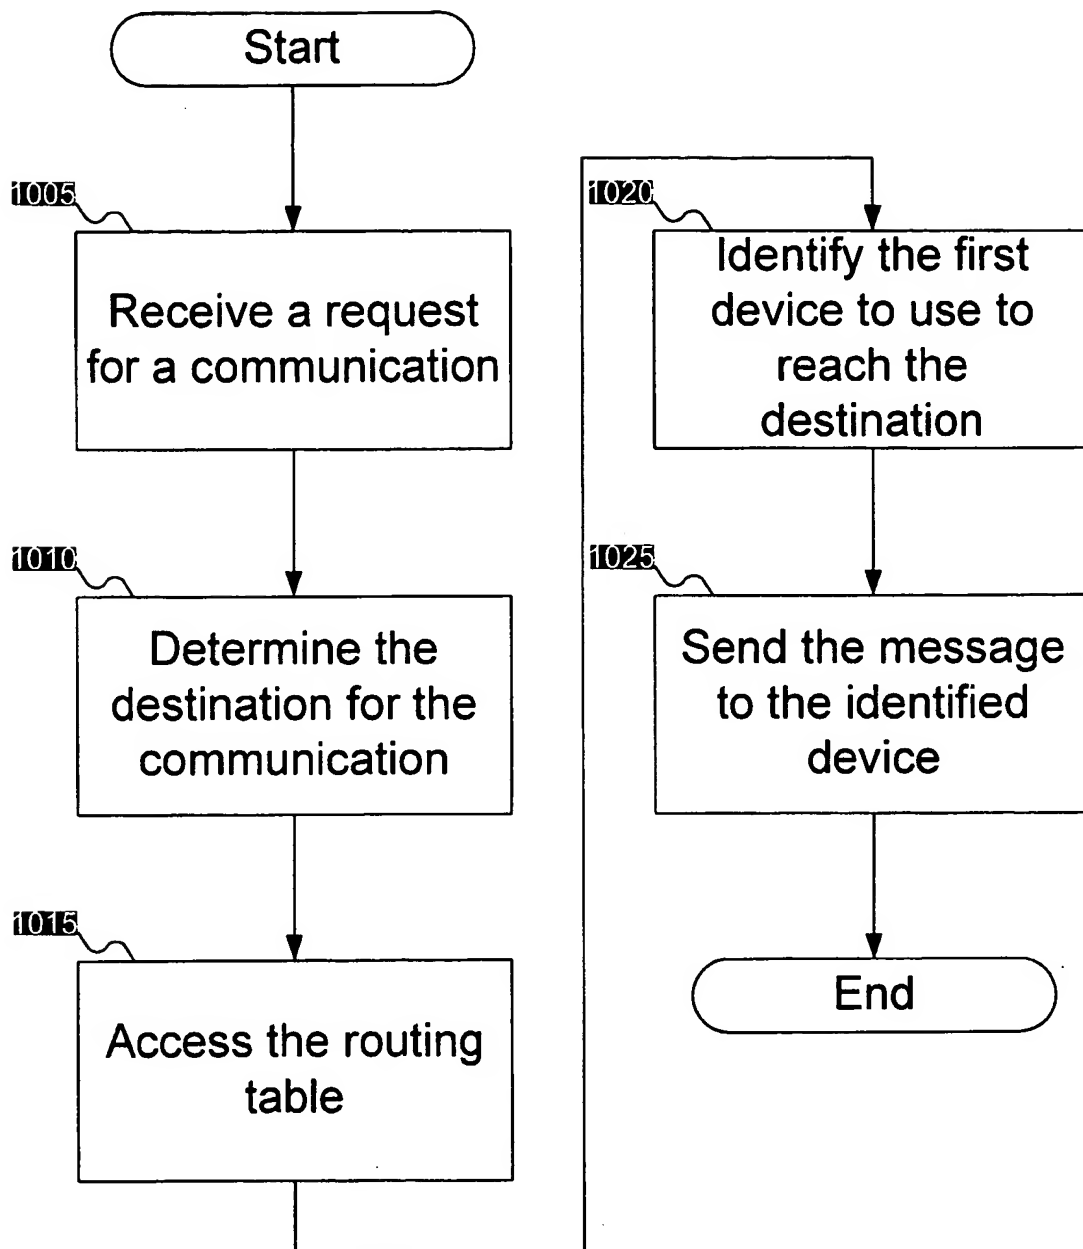 Start
1005
Receive a request
for a communication
1010
Determine the
destination for the
communication
1015
Access the routing
table
1020
Identify the first
device to use to
reach the
destination
1025
Send the message
to the identified
device
End